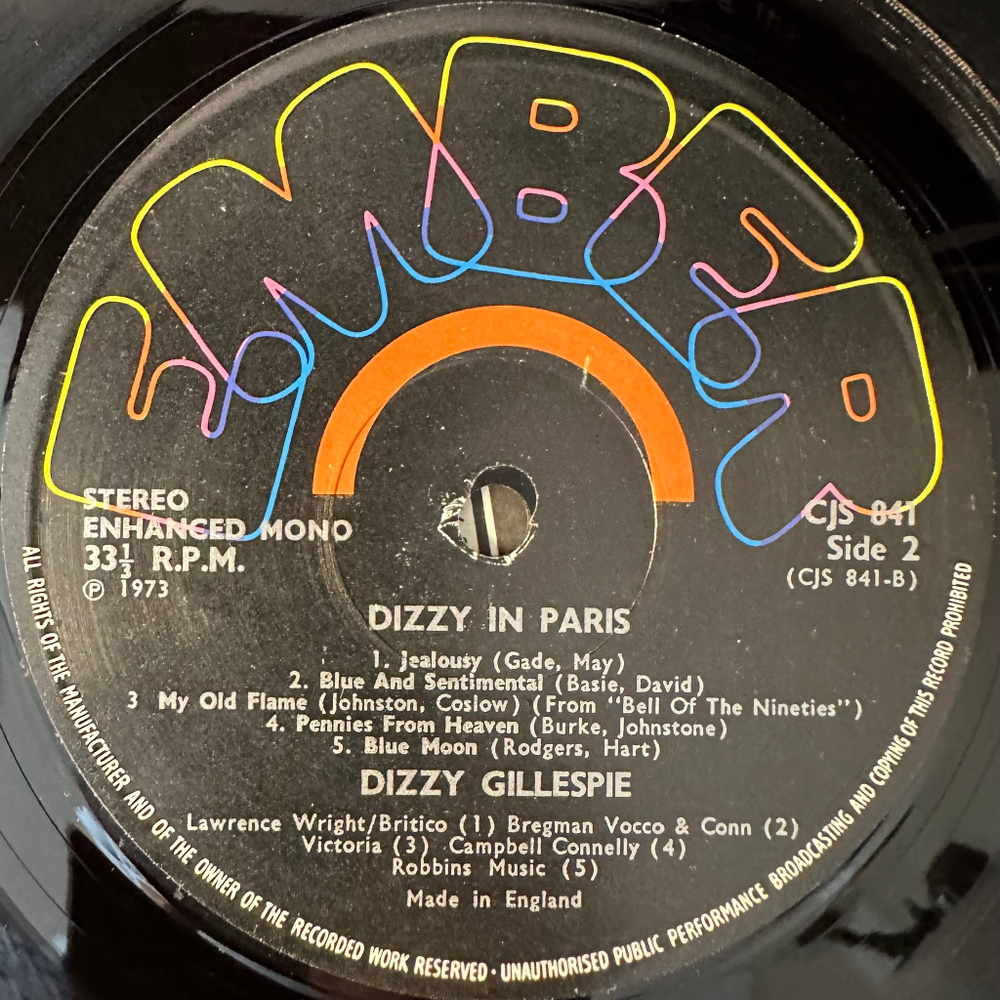 EMBER
STEREO
ENHANCED MONO
33⅓ R.P.M.
℗ 1973
CJS 841
Side 2
(CJS 841-B)
DIZZY IN PARIS
1. Jealousy (Gade, May)
2. Blue And Sentimental (Basie, David)
3 My Old Flame (Johnston, Coslow) (From “Bell Of The Nineties”)
4. Pennies From Heaven (Burke, Johnstone)
5. Blue Moon (Rodgers, Hart)
DIZZY GILLESPIE
Lawrence Wright/Britico (1) Bregman Vocco & Conn (2)
Victoria (3) Campbell Connelly (4)
Robbins Music (5)
Made in England
ALL RIGHTS OF THE MANUFACTURER AND OF THE OWNER OF THE RECORDED WORK RESERVED · UNAUTHORISED PUBLIC PERFORMANCE BROADCASTING AND COPYING OF THIS RECORD PROHIBITED